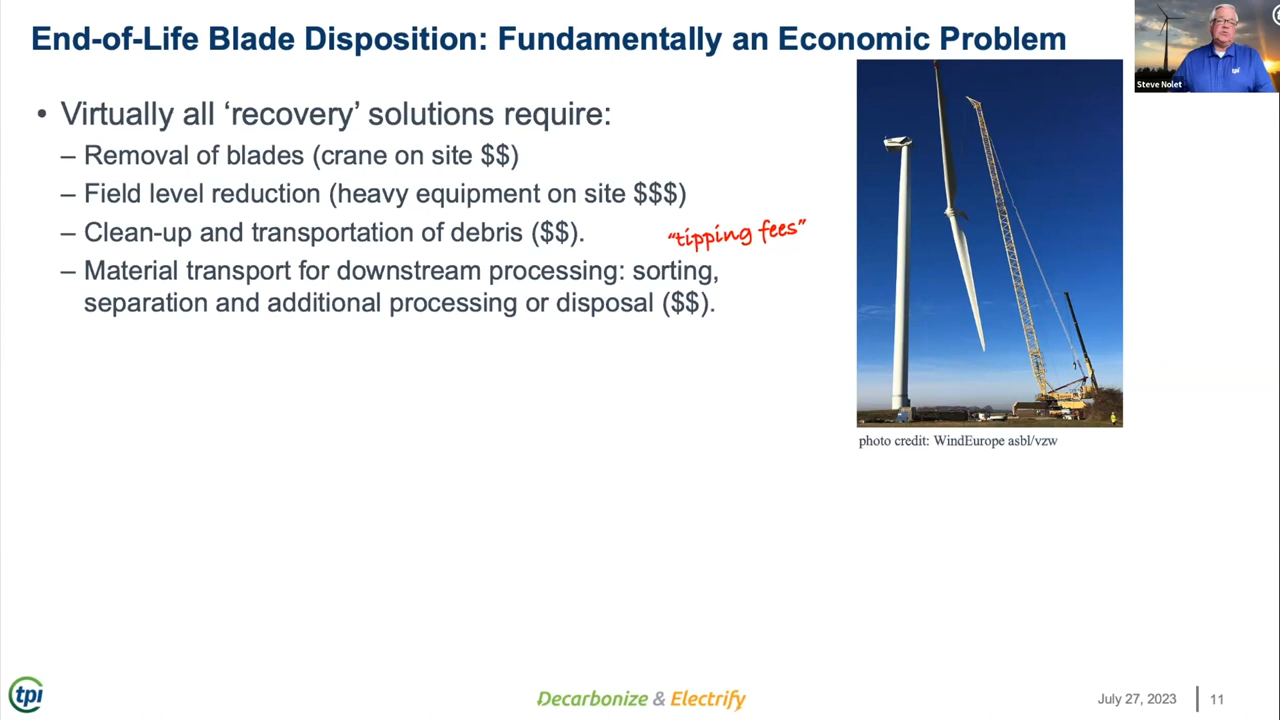 End-of-Life Blade Disposition: Fundamentally an Economic Problem
Steve Nolet
tpi
• Virtually all ‘recovery’ solutions require:
– Removal of blades (crane on site $$)
– Field level reduction (heavy equipment on site $$$)
– Clean-up and transportation of debris ($$).
“tipping fees”
– Material transport for downstream processing: sorting,
separation and additional processing or disposal ($$).
photo credit: WindEurope asbl/vzw
tpi
Decarbonize & Electrify
July 27, 2023
11